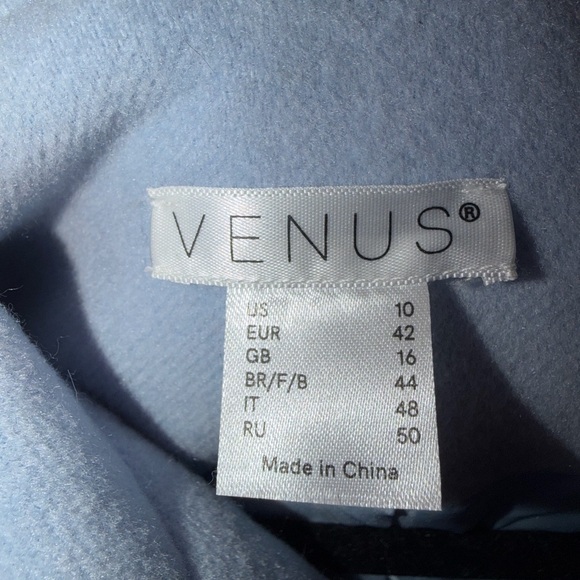 VENUS®
US 10
EUR 42
GB 16
BR/F/B 44
IT 48
RU 50
Made in China